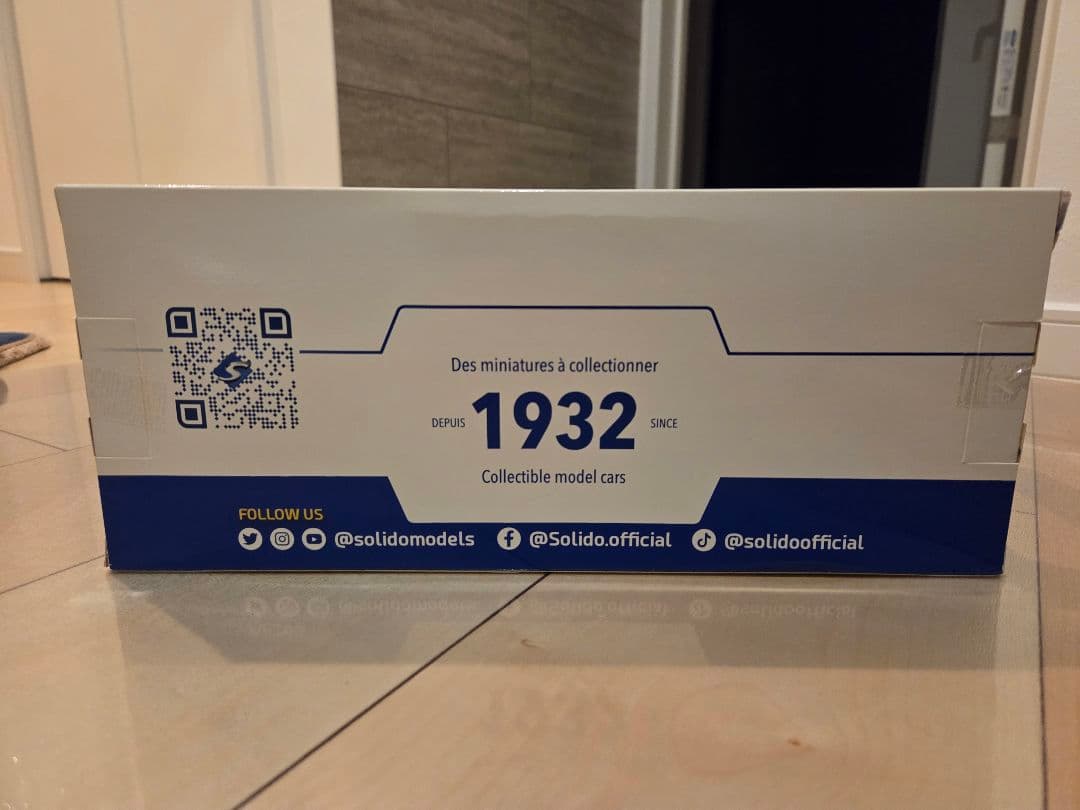 Des miniatures à collectionner
DEPUIS 1932 SINCE
Collectible model cars
FOLLOW US
@solidomodels @Solido.official @solidoofficial